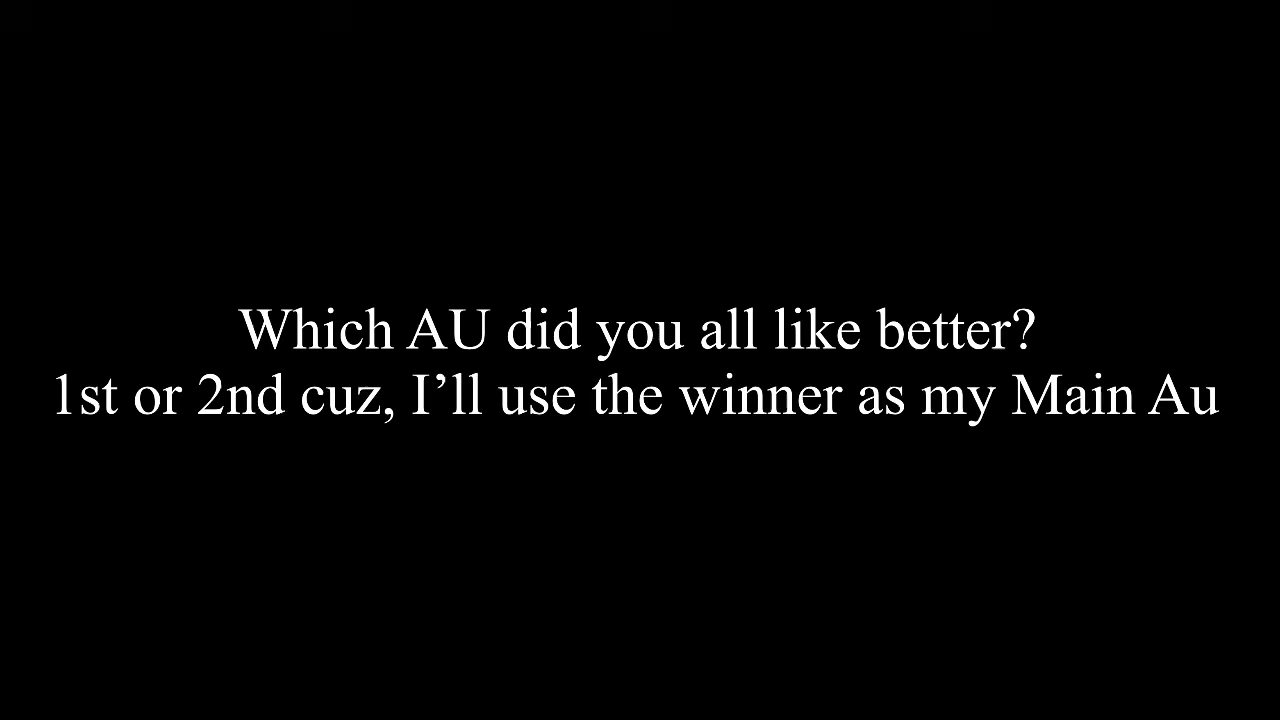 Which AU did you all like better?
1st or 2nd cuz, I’ll use the winner as my Main Au